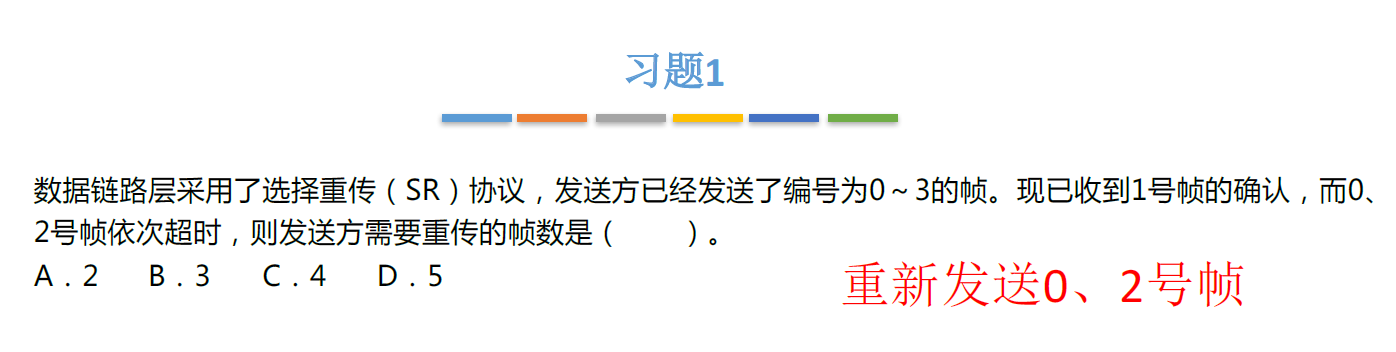 习题1
数据链路层采用了选择重传（SR）协议，发送方已经发送了编号为0～3的帧。现已收到1号帧的确认，而0、
2号帧依次超时，则发送方需要重传的帧数是（　　）。
A．2　B．3　C．4　D．5
重新发送0、2号帧